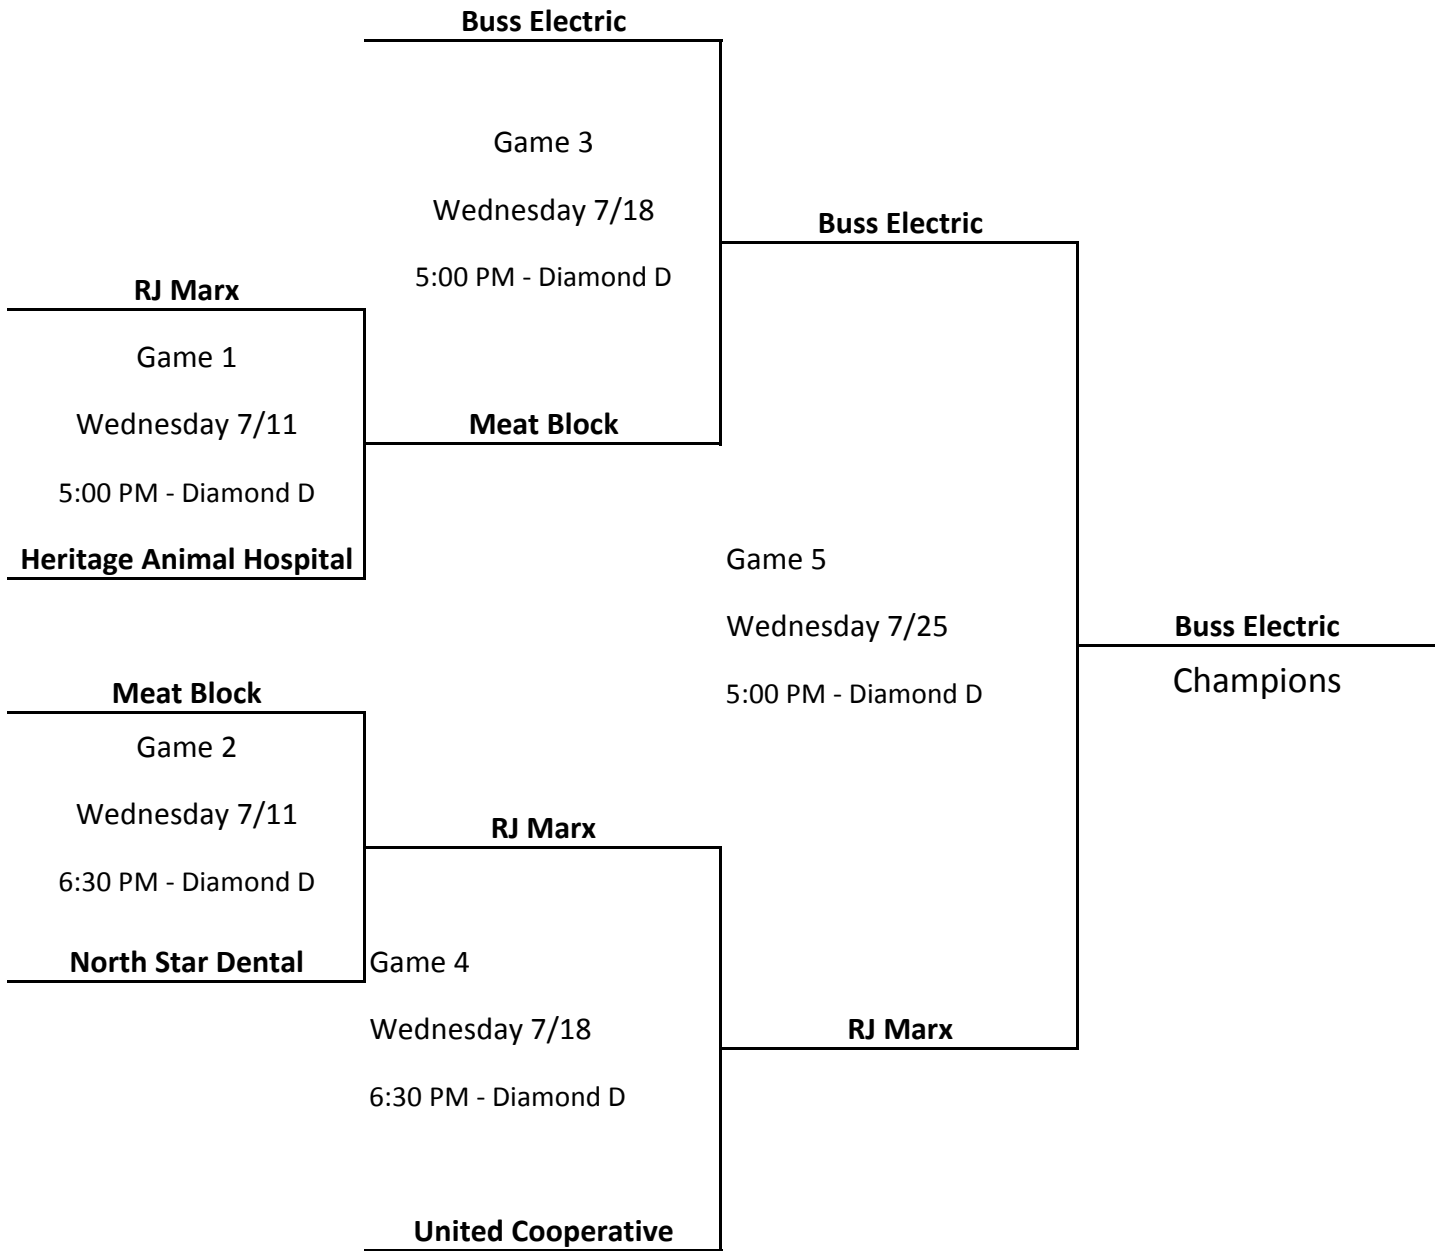 Buss Electric
Game 3
Wednesday 7/18
5:00 PM - Diamond D
Buss Electric
RJ Marx
Game 1
Wednesday 7/11
5:00 PM - Diamond D
Heritage Animal Hospital
Meat Block
Game 5
Wednesday 7/25
5:00 PM - Diamond D
Buss Electric
Champions
Meat Block
Game 2
Wednesday 7/11
6:30 PM - Diamond D
North Star Dental
RJ Marx
Game 4
Wednesday 7/18
6:30 PM - Diamond D
RJ Marx
United Cooperative